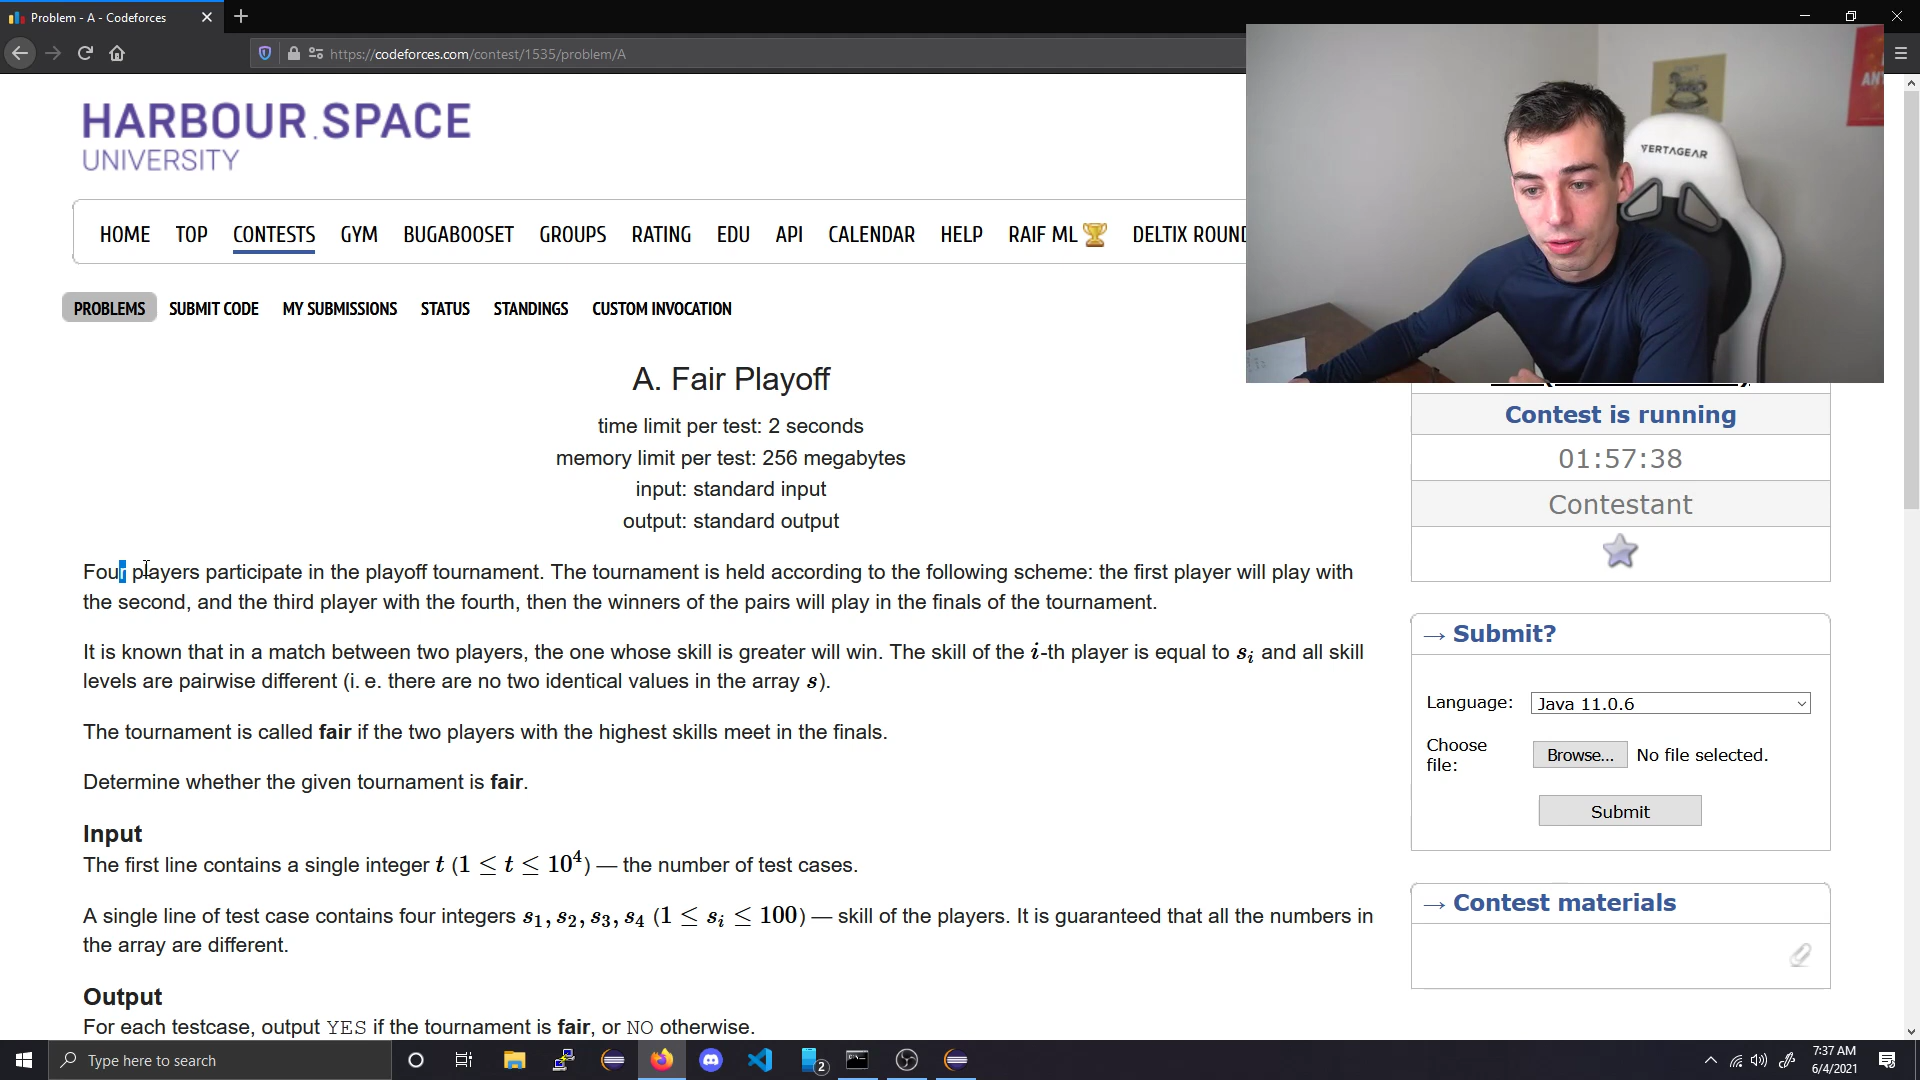 Problem - A - Codeforces
https://codeforces.com/contest/1535/problem/A
HARBOUR.SPACE
UNIVERSITY
HOME TOP CONTESTS GYM BUGABOOSET GROUPS RATING EDU API CALENDAR HELP RAIF ML DELTIX ROUND
VERTAGEAR
PROBLEMS SUBMIT CODE MY SUBMISSIONS STATUS STANDINGS CUSTOM INVOCATION
A. Fair Playoff
time limit per test: 2 seconds
memory limit per test: 256 megabytes
input: standard input
output: standard output
Four players participate in the playoff tournament. The tournament is held according to the following scheme: the first player will play with
the second, and the third player with the fourth, then the winners of the pairs will play in the finals of the tournament.
It is known that in a match between two players, the one whose skill is greater will win. The skill of the i-th player is equal to sᵢ and all skill
levels are pairwise different (i. e. there are no two identical values in the array s).
The tournament is called fair if the two players with the highest skills meet in the finals.
Determine whether the given tournament is fair.
Input
The first line contains a single integer t (1 ≤ t ≤ 10⁴) — the number of test cases.
A single line of test case contains four integers s₁, s₂, s₃, s₄ (1 ≤ sᵢ ≤ 100) — skill of the players. It is guaranteed that all the numbers in
the array are different.
Output
For each testcase, output YES if the tournament is fair, or NO otherwise.
Contest is running
01:57:38
Contestant
→ Submit?
Language: Java 11.0.6
Choose
file: Browse... No file selected.
Submit
→ Contest materials
Type here to search
2
7:37 AM
6/4/2021